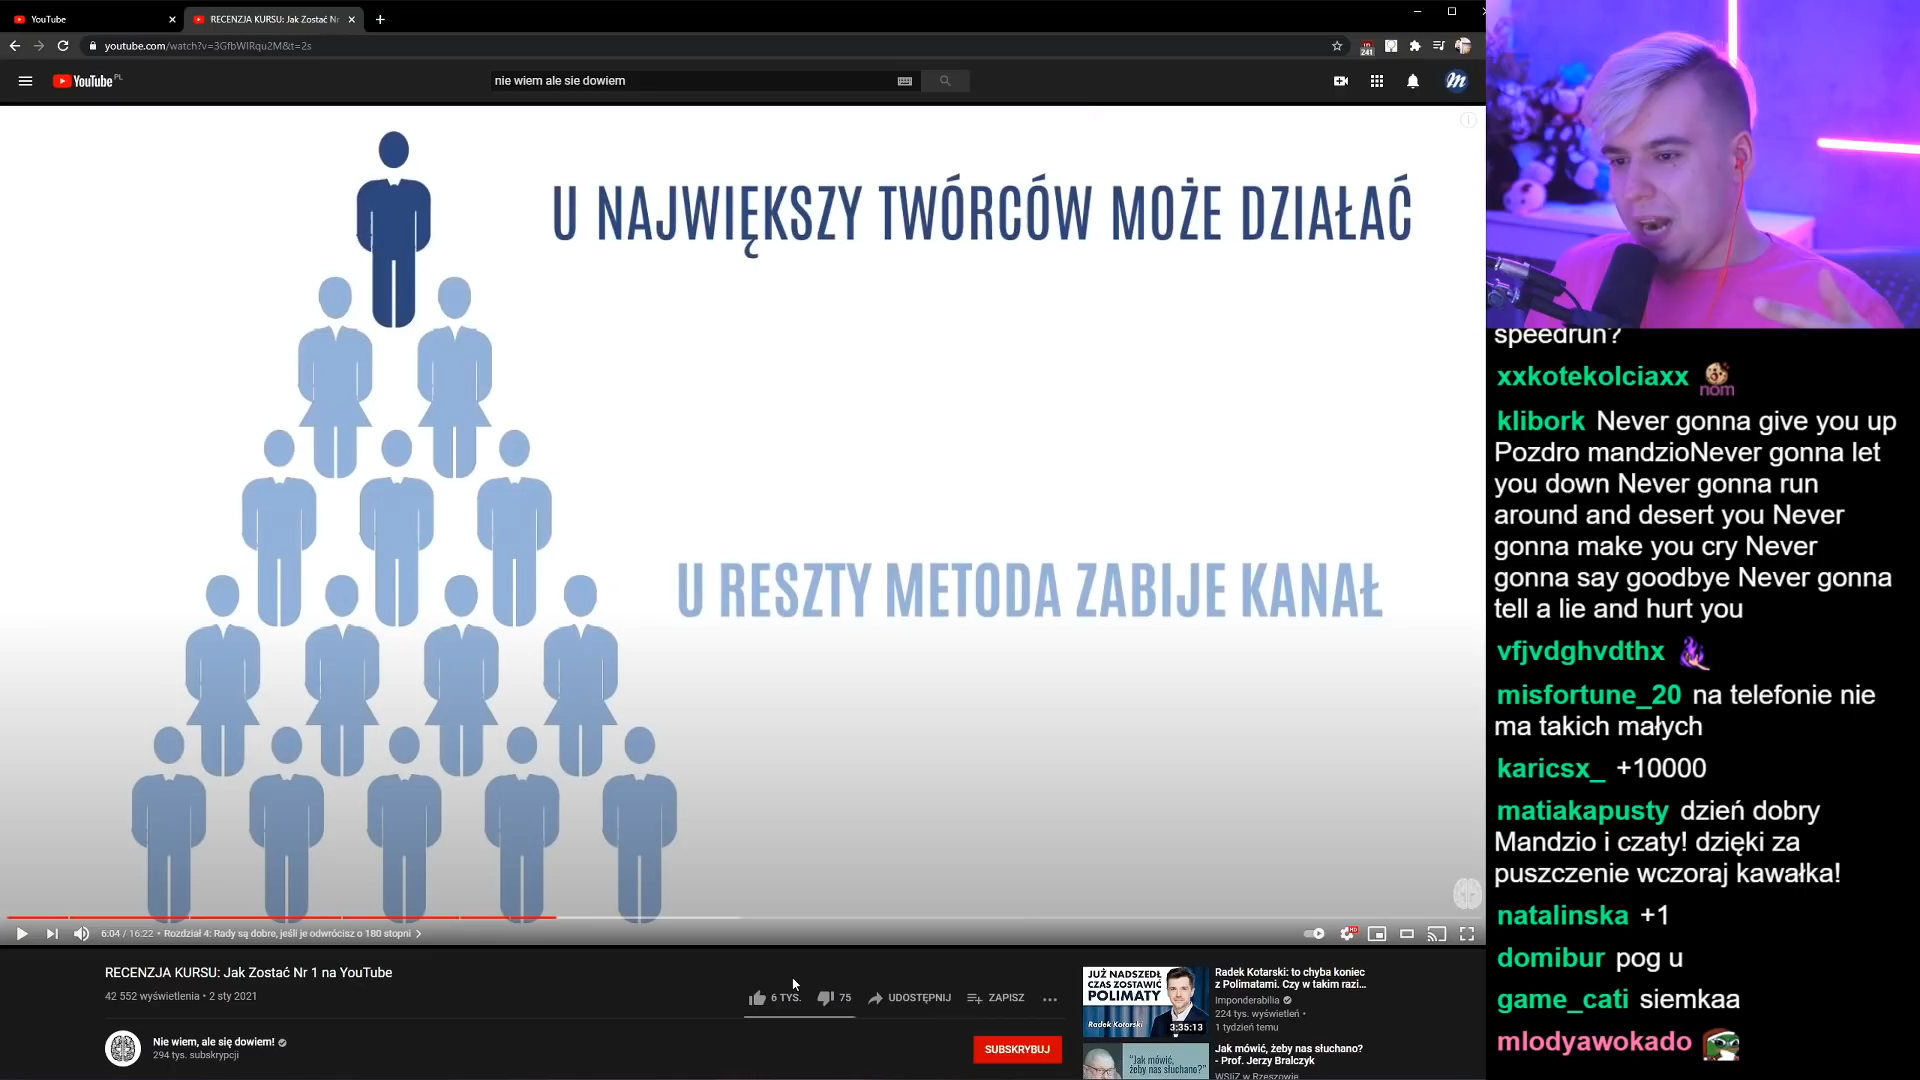 YouTube
RECENZJA KURSU: Jak Zostać Nr
youtube.com/watch?v=3GfbWlRqu2M&t=2s
241
YouTube PL
nie wiem ale sie dowiem
U NAJWIĘKSZY TWÓRCÓW MOŻE DZIAŁAĆ
U RESZTY METODA ZABIJE KANAŁ
6:04 / 16:22 • Rozdział 4: Rady są dobre, jeśli je odwrócisz o 180 stopni
HD
RECENZJA KURSU: Jak Zostać Nr 1 na YouTube
42 552 wyświetlenia • 2 sty 2021
6 TYS.
75
UDOSTĘPNIJ
ZAPISZ
Nie wiem, ale się dowiem!
294 tys. subskrypcji
SUBSKRYBUJ
JUŻ NADSZEDŁ
CZAS ZOSTAWIĆ
POLIMATY
Radek Kotarski
3:35:13
Radek Kotarski: to chyba koniec
z Polimatami. Czy w takim razi...
Imponderabilia
224 tys. wyświetleń •
1 tydzień temu
"Jak mówić,
żeby nas słuchano?"
Jak mówić, żeby nas słuchano?
- Prof. Jerzy Bralczyk
WSIiZ w Rzeszowie
speedrun?
xxkotekolciaxx
nom
klibork Never gonna give you up
Pozdro mandzioNever gonna let
you down Never gonna run
around and desert you Never
gonna make you cry Never
gonna say goodbye Never gonna
tell a lie and hurt you
vfjvdghvdthx
misfortune_20 na telefonie nie
ma takich małych
karicsx_ +10000
matiakapusty dzień dobry
Mandzio i czaty! dzięki za
puszczenie wczoraj kawałka!
natalinska +1
domibur pog u
game_cati siemkaa
mlodyawokado